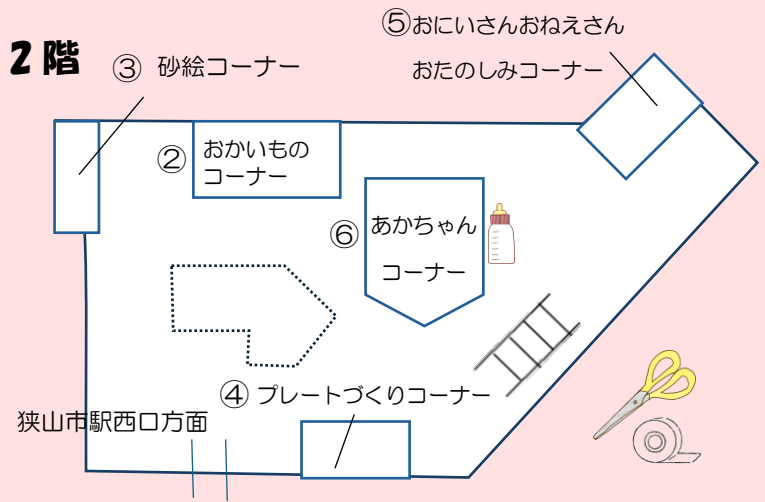 2階
⑤おにいさんおねえさん
おたのしみコーナー
③ 砂絵コーナー
② おかいもの
コーナー
⑥ あかちゃん
コーナー
④ プレートづくりコーナー
狭山市駅西口方面